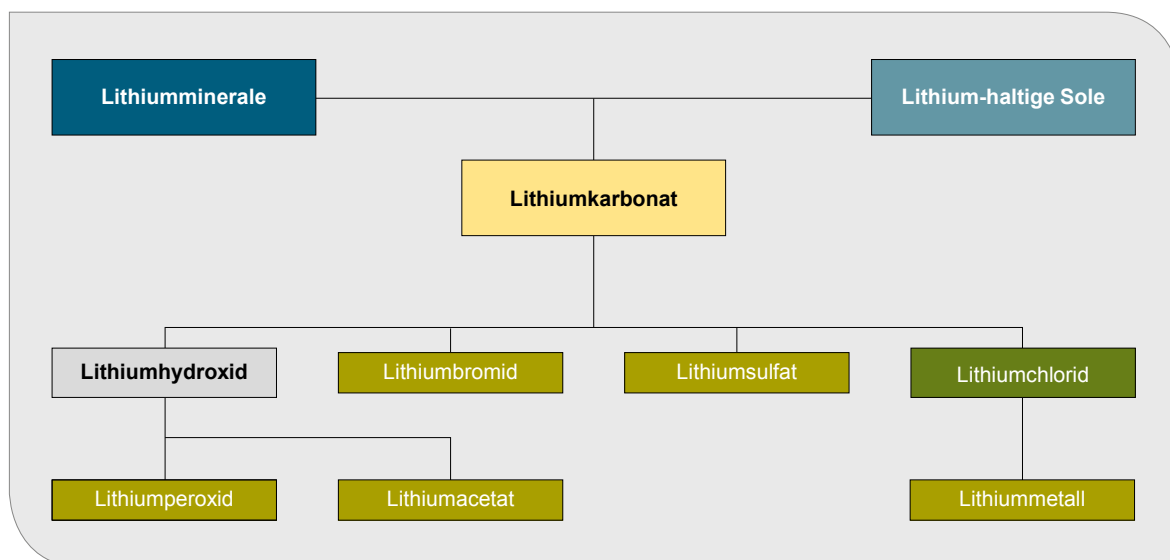 Lithiumminerale
Lithium-haltige Sole
Lithiumkarbonat
Lithiumhydroxid
Lithiumbromid
Lithiumsulfat
Lithiumchlorid
Lithiumperoxid
Lithiumacetat
Lithiummetall